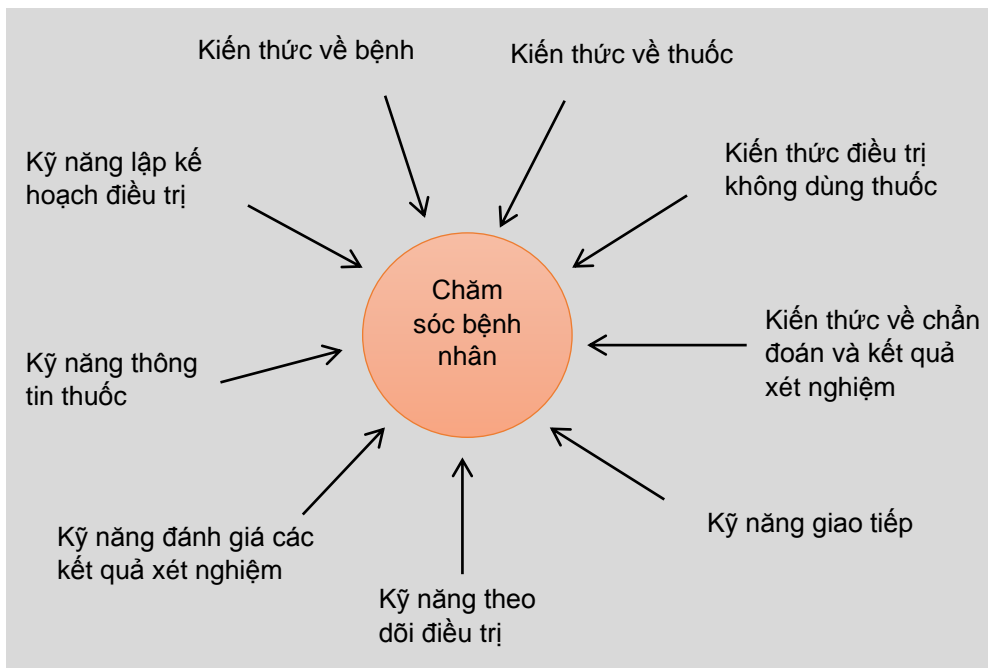 Kiến thức về bệnh
Kiến thức về thuốc
Kỹ năng lập kế
hoạch điều trị
Kiến thức điều trị
không dùng thuốc
Chăm
sóc bệnh
nhân
Kiến thức về chẩn
đoán và kết quả
xét nghiệm
Kỹ năng thông
tin thuốc
Kỹ năng giao tiếp
Kỹ năng đánh giá các
kết quả xét nghiệm
Kỹ năng theo
dõi điều trị